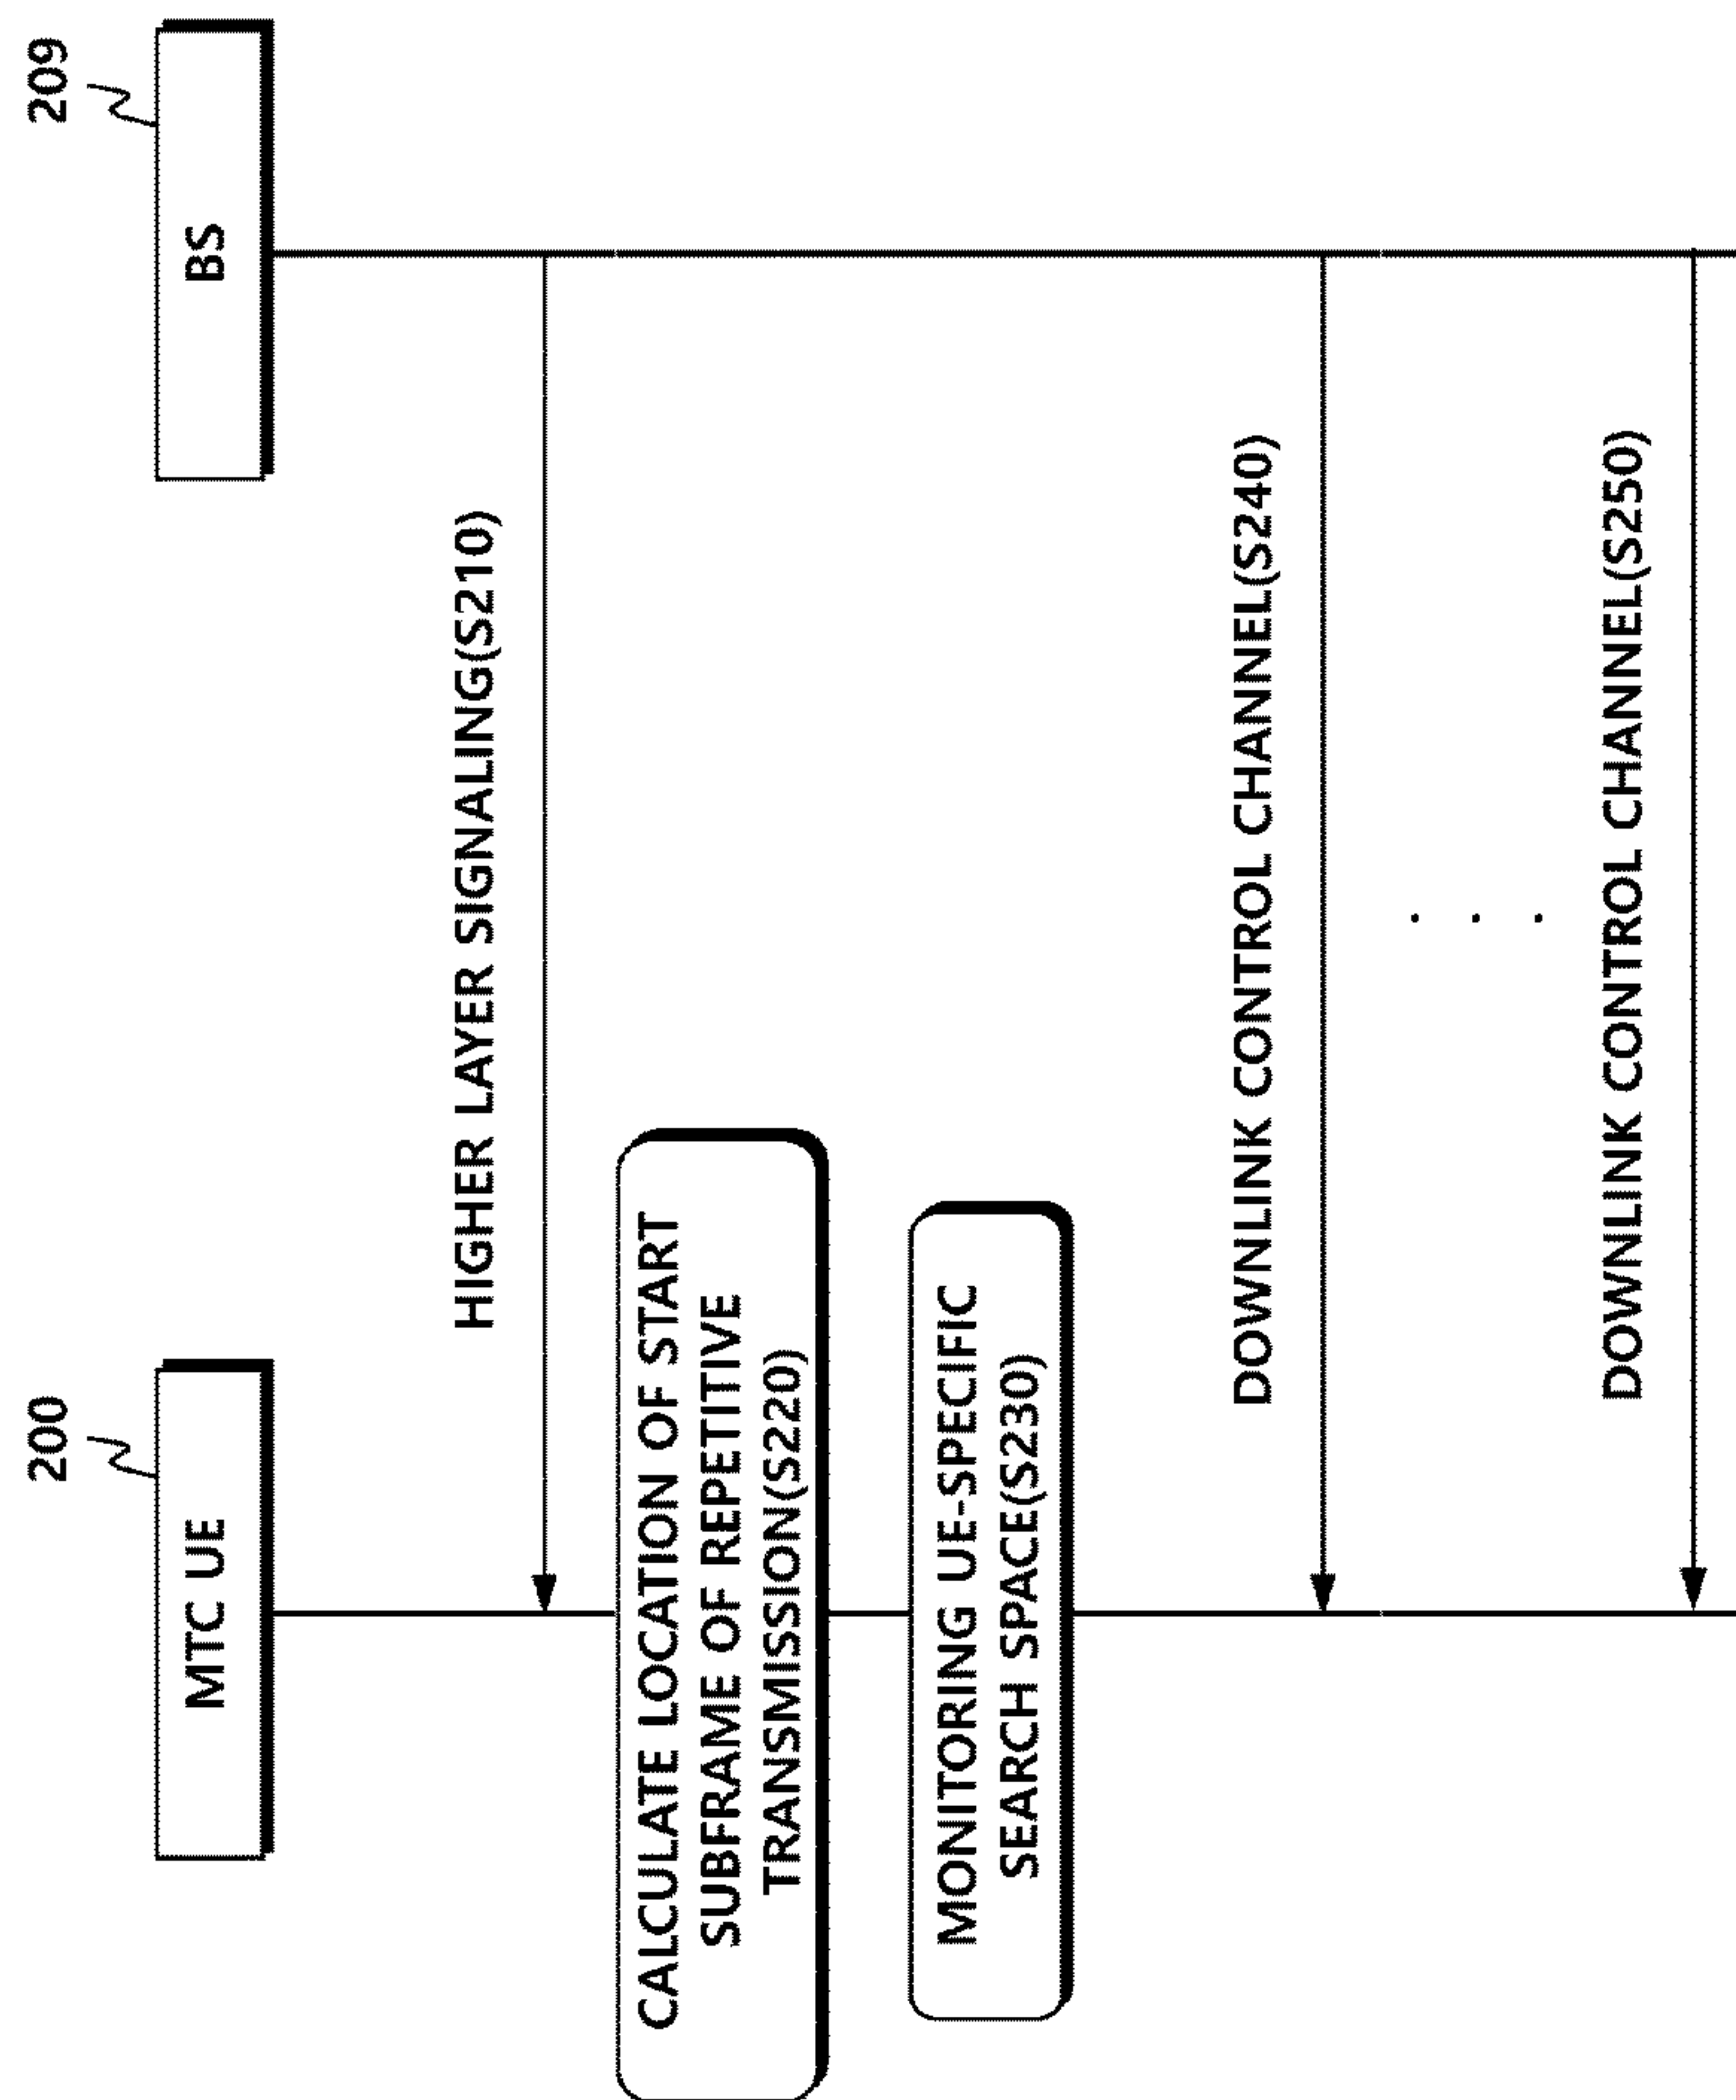 200
209
MTC UE
BS
HIGHER LAYER SIGNALING(S210)
CALCULATE LOCATION OF START
SUBFRAME OF REPETITIVE
TRANSMISSION(S220)
MONITORING UE-SPECIFIC
SEARCH SPACE(S230)
DOWNLINK CONTROL CHANNEL(S240)
. . .
DOWNLINK CONTROL CHANNEL(S250)